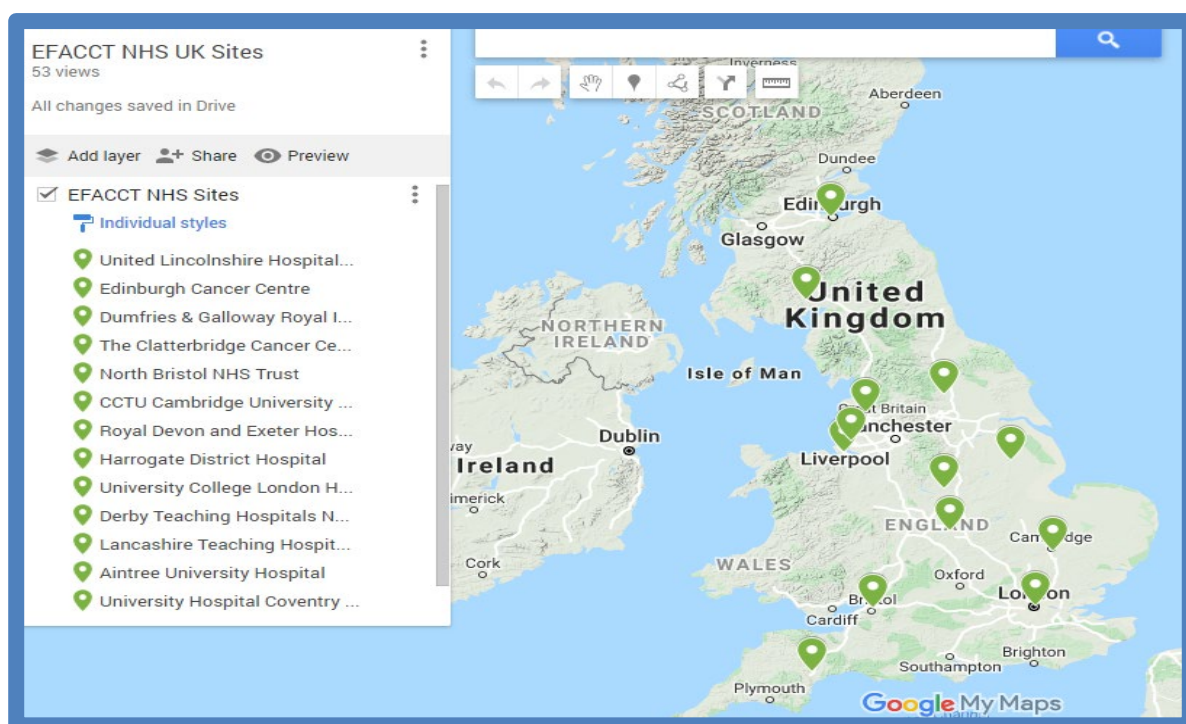 EFACCT NHS UK Sites
53 views
All changes saved in Drive
Add layer Share Preview
EFACCT NHS Sites
Individual styles
United Lincolnshire Hospital...
Edinburgh Cancer Centre
Dumfries & Galloway Royal I...
The Clatterbridge Cancer Ce...
North Bristol NHS Trust
CCTU Cambridge University ...
Royal Devon and Exeter Hos...
Harrogate District Hospital
University College London H...
Derby Teaching Hospitals N...
Lancashire Teaching Hospit...
Aintree University Hospital
University Hospital Coventry ...
Inverness
Aberdeen
SCOTLAND
Dundee
Edinburgh
Glasgow
United
Kingdom
NORTHERN
IRELAND
Isle of Man
Great Britain
Manchester
Dublin
Liverpool
Ireland
ENGLAND
Cambridge
Cork
WALES
Oxford
London
Bristol
Cardiff
Brighton
Southampton
Plymouth
Google My Maps